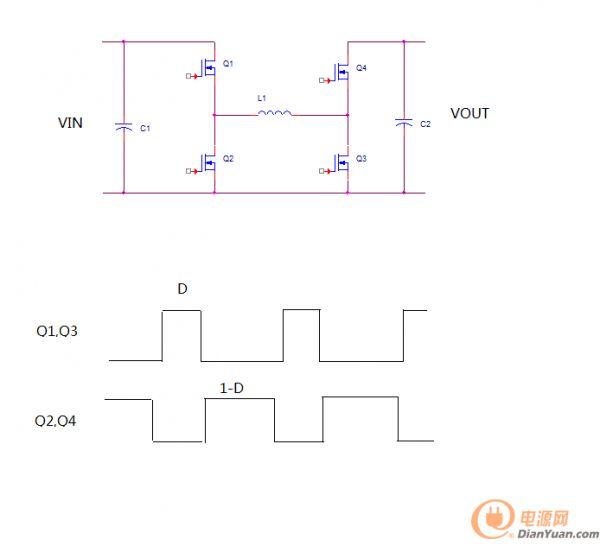 Q1
Q4
L1
VIN
C1
C2
VOUT
Q2
Q3
D
Q1,Q3
1-D
Q2,Q4
电源网
DianYuan.com